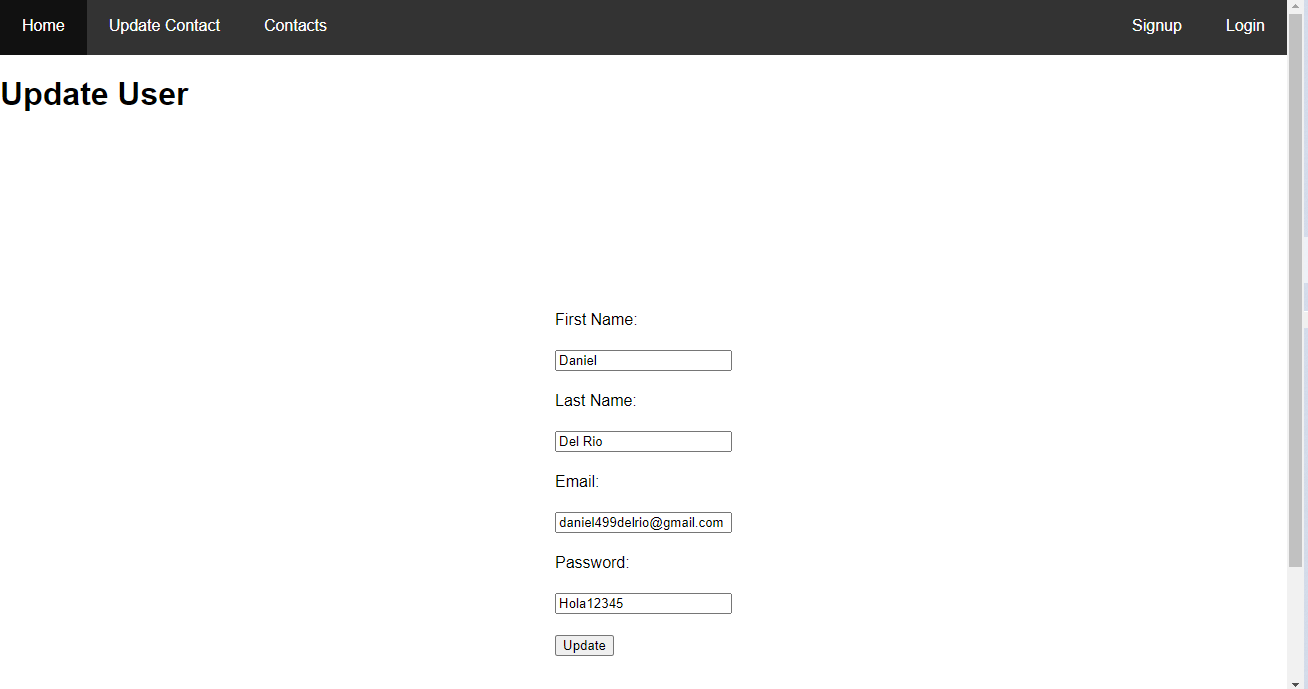 Home Update Contact Contacts Signup Login
Update User
First Name:
Daniel
Last Name:
Del Rio
Email:
daniel499delrio@gmail.com
Password:
Hola12345
Update